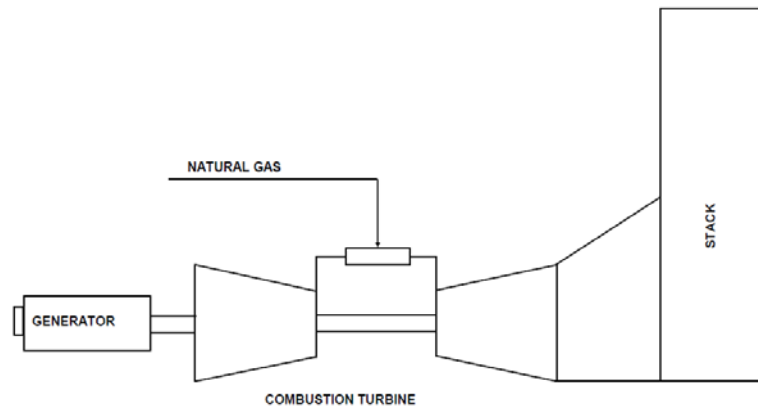 NATURAL GAS
STACK
GENERATOR
COMBUSTION TURBINE